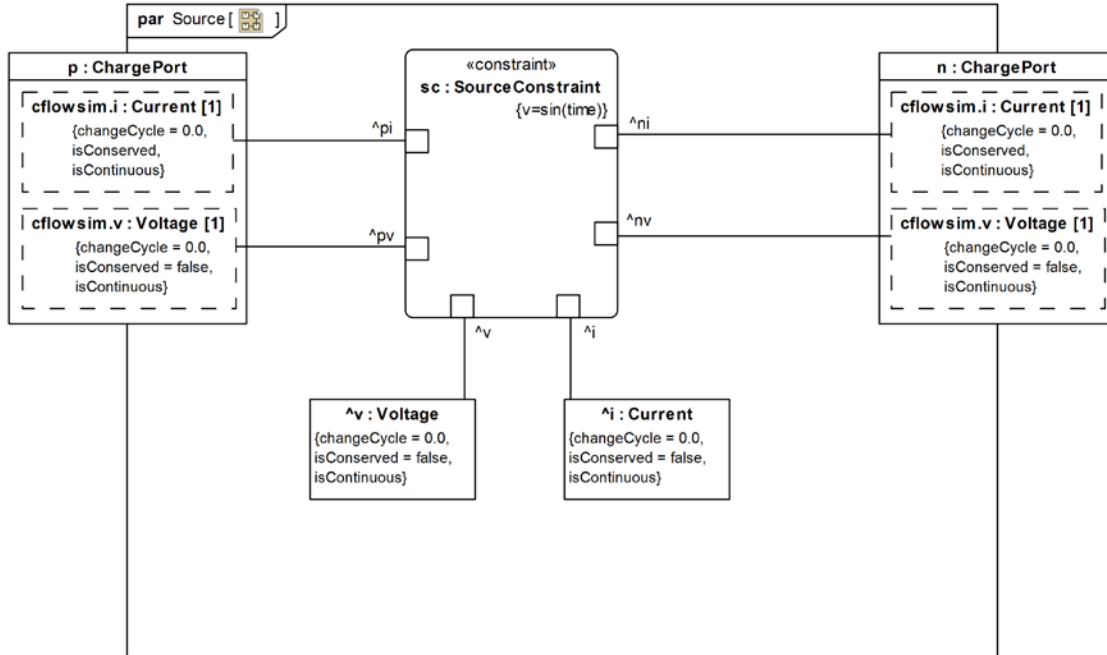 par Source [ ]
p : ChargePort
cflowsim.i : Current [1]
{changeCycle = 0.0,
isConserved,
isContinuous}
cflowsim.v : Voltage [1]
{changeCycle = 0.0,
isConserved = false,
isContinuous}
«constraint»
sc : SourceConstraint
{v=sin(time)}
^pi
^pv
^ni
^nv
^v
^i
n : ChargePort
cflowsim.i : Current [1]
{changeCycle = 0.0,
isConserved,
isContinuous}
cflowsim.v : Voltage [1]
{changeCycle = 0.0,
isConserved = false,
isContinuous}
^v : Voltage
{changeCycle = 0.0,
isConserved = false,
isContinuous}
^i : Current
{changeCycle = 0.0,
isConserved = false,
isContinuous}